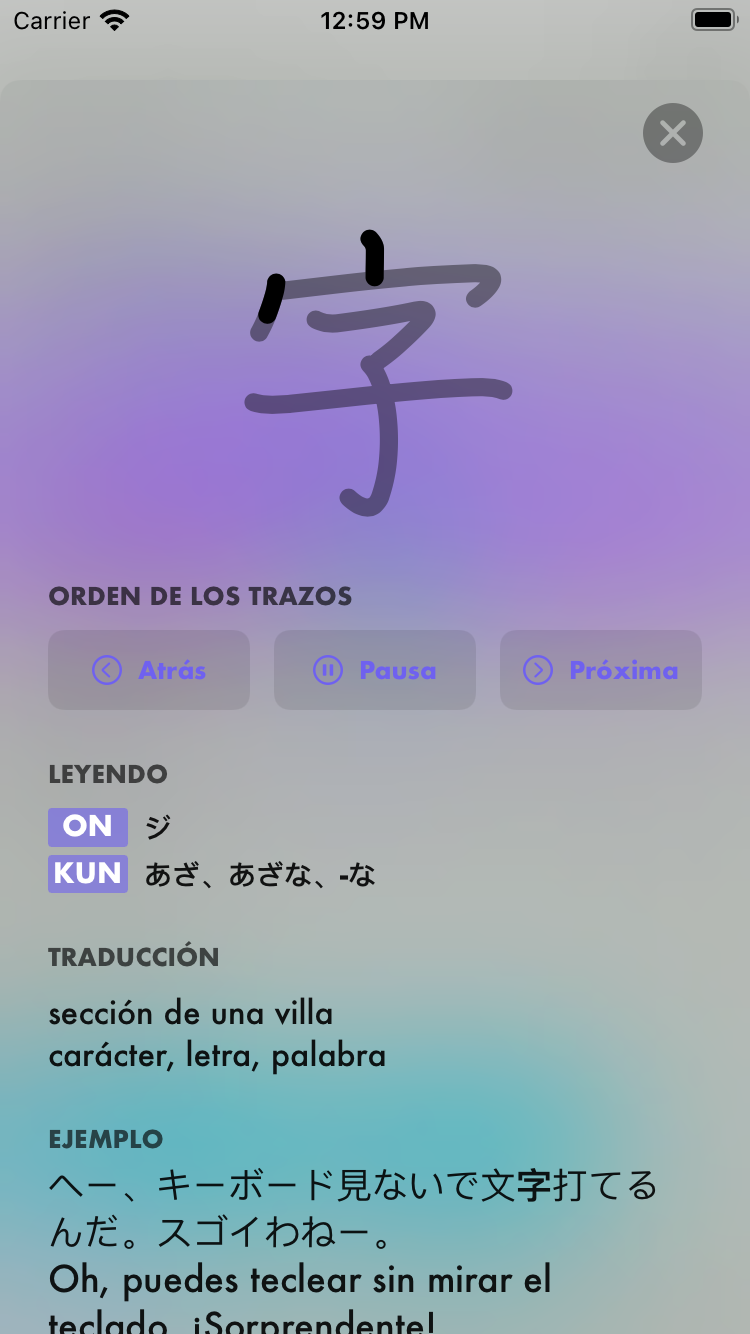 Carrier 12:59 PM
字
ORDEN DE LOS TRAZOS
Atrás Pausa Próxima
LEYENDO
ON ジ
KUN あざ、あざな、-な
TRADUCCIÓN
sección de una villa
carácter, letra, palabra
EJEMPLO
へー、キーボード見ないで文字打てる
んだ。スゴイわねー。
Oh, puedes teclear sin mirar el
teclado. ¡Sorprendente!